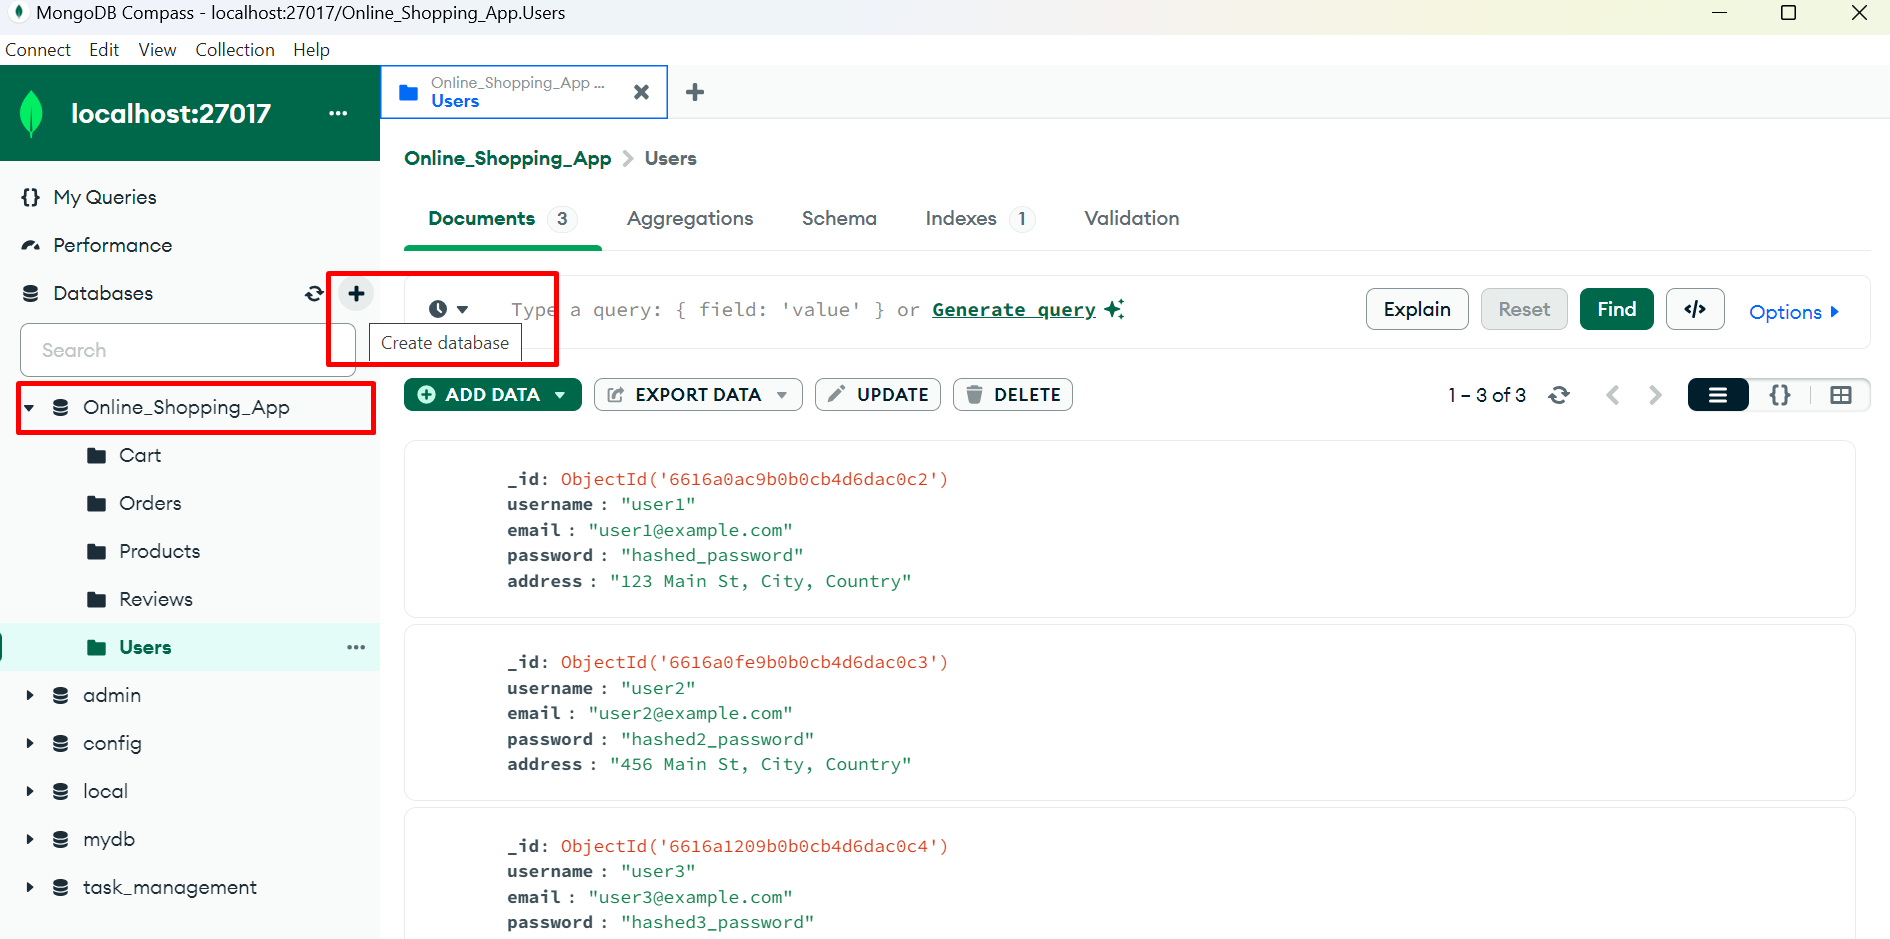 MongoDB Compass - localhost:27017/Online_Shopping_App.Users
Connect Edit View Collection Help
localhost:27017 ...
Online_Shopping_App ...
Users
Online_Shopping_App > Users
My Queries
Performance
Databases
Search
Create database
Online_Shopping_App
Cart
Orders
Products
Reviews
Users ...
admin
config
local
mydb
task_management
Documents 3 Aggregations Schema Indexes 1 Validation
Type a query: { field: 'value' } or Generate query
Explain Reset Find </> Options
ADD DATA EXPORT DATA UPDATE DELETE 1 – 3 of 3 {}
_id: ObjectId('6616a0ac9b0b0cb4d6dac0c2')
username : "user1"
email : "user1@example.com"
password : "hashed_password"
address : "123 Main St, City, Country"
_id: ObjectId('6616a0fe9b0b0cb4d6dac0c3')
username : "user2"
email : "user2@example.com"
password : "hashed2_password"
address : "456 Main St, City, Country"
_id: ObjectId('6616a1209b0b0cb4d6dac0c4')
username : "user3"
email : "user3@example.com"
password : "hashed3_password"